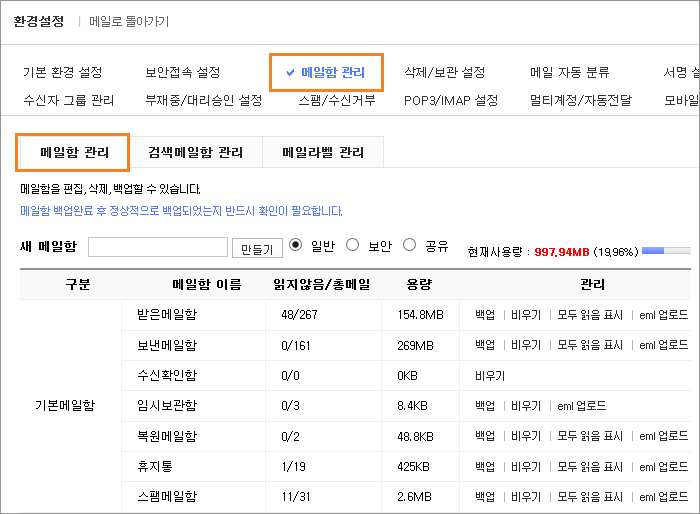 환경설정 | 메일로 돌아가기
기본 환경 설정 보안접속 설정 ✔ 메일함 관리 삭제/보관 설정 메일 자동 분류 서명 설
수신자 그룹 관리 부재중/대리승인 설정 스팸/수신거부 POP3/IMAP 설정 멀티계정/자동전달 모바일
메일함 관리 검색메일함 관리 메일라벨 관리
메일함을 편집, 삭제, 백업할 수 있습니다.
메일함 백업완료 후 정상적으로 백업되었는지 반드시 확인이 필요합니다.
새 메일함 만들기 일반 보안 공유 현재사용량 : 997.94MB (19.96%)
구분 메일함 이름 읽지않음/총메일 용량 관리
받은메일함 48/267 154.8MB 백업 | 비우기 | 모두 읽음 표시 | eml 업로드
보낸메일함 0/161 269MB 백업 | 비우기 | 모두 읽음 표시 | eml 업로드
수신확인함 0/0 0KB 비우기
기본메일함 임시보관함 0/3 8.4KB 백업 | 비우기 | eml 업로드
복원메일함 0/2 48.8KB 백업 | 비우기 | 모두 읽음 표시 | eml 업로드
휴지통 1/19 425KB 백업 | 비우기 | 모두 읽음 표시 | eml 업로드
스팸메일함 11/31 2.6MB 백업 | 비우기 | 모두 읽음 표시 | eml 업로드